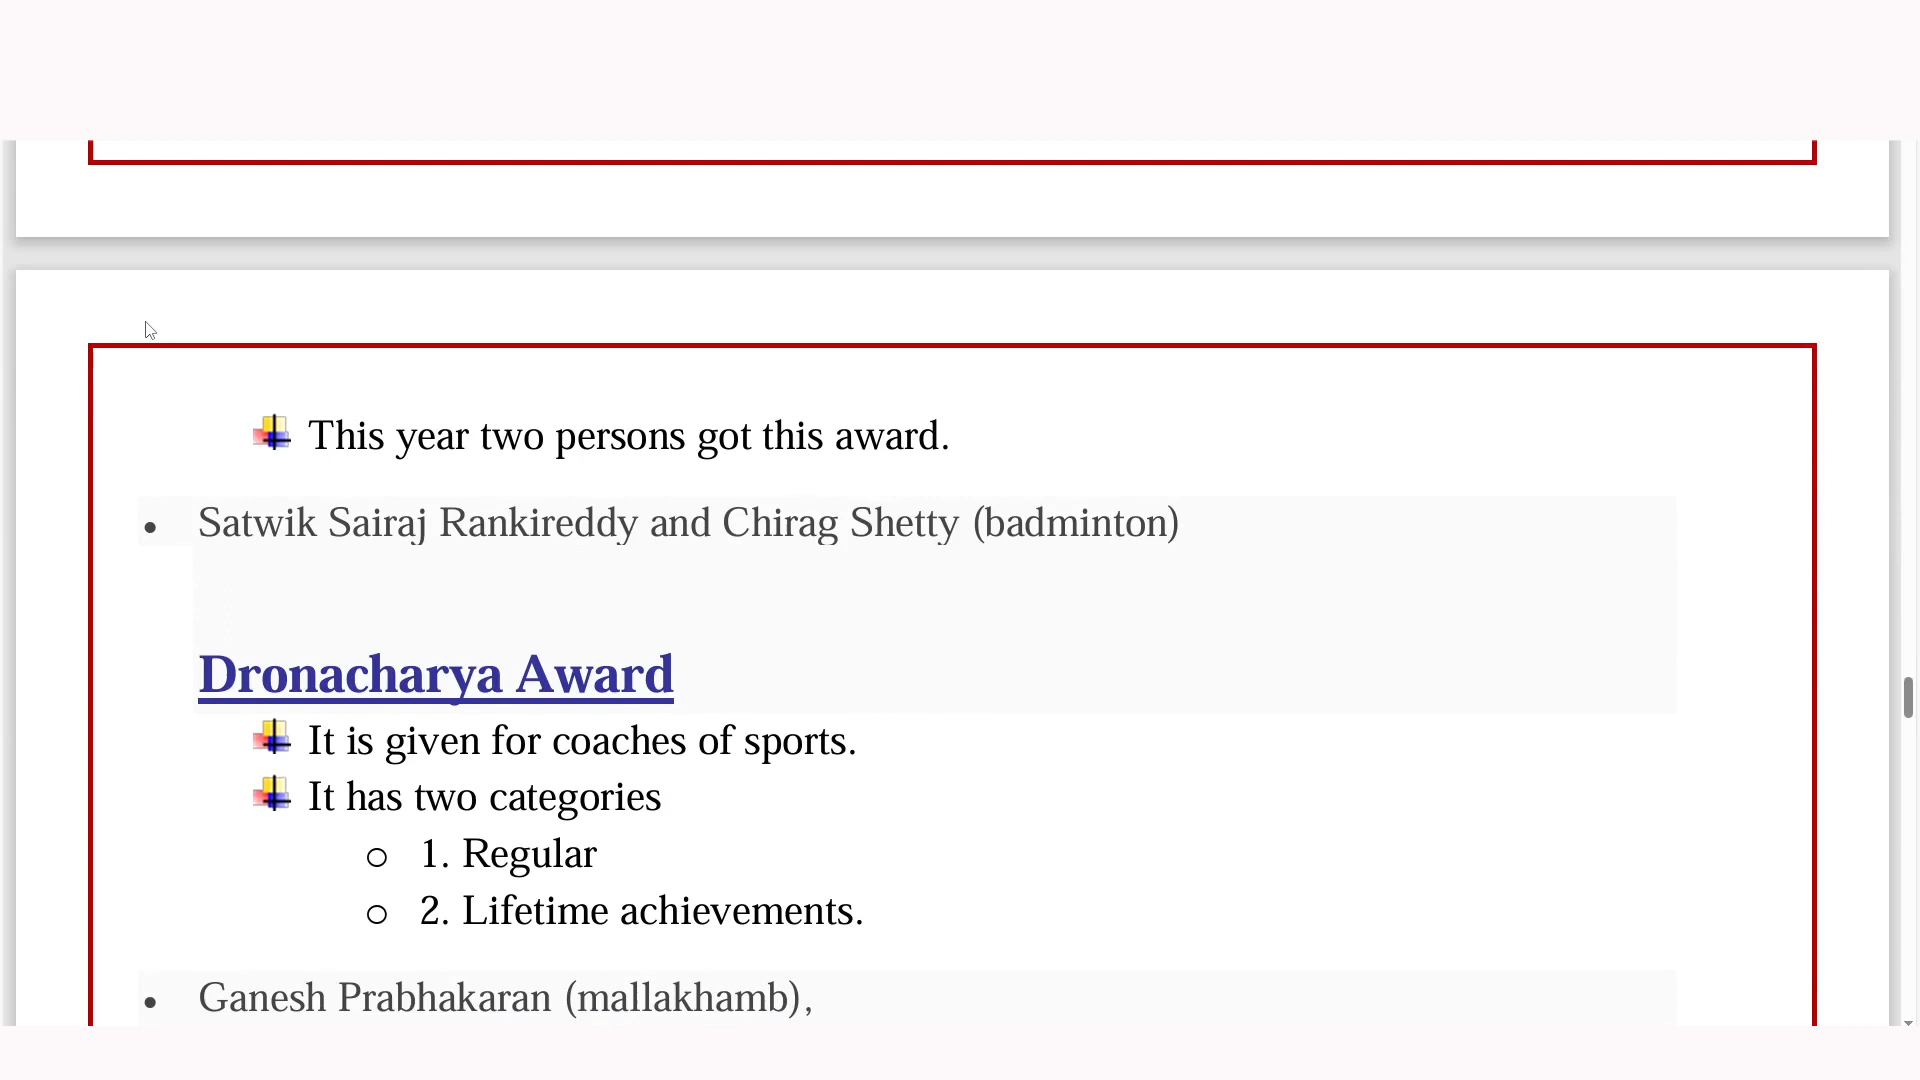 This year two persons got this award.
• Satwik Sairaj Rankireddy and Chirag Shetty (badminton)
Dronacharya Award
It is given for coaches of sports.
It has two categories
o 1. Regular
o 2. Lifetime achievements.
• Ganesh Prabhakaran (mallakhamb),